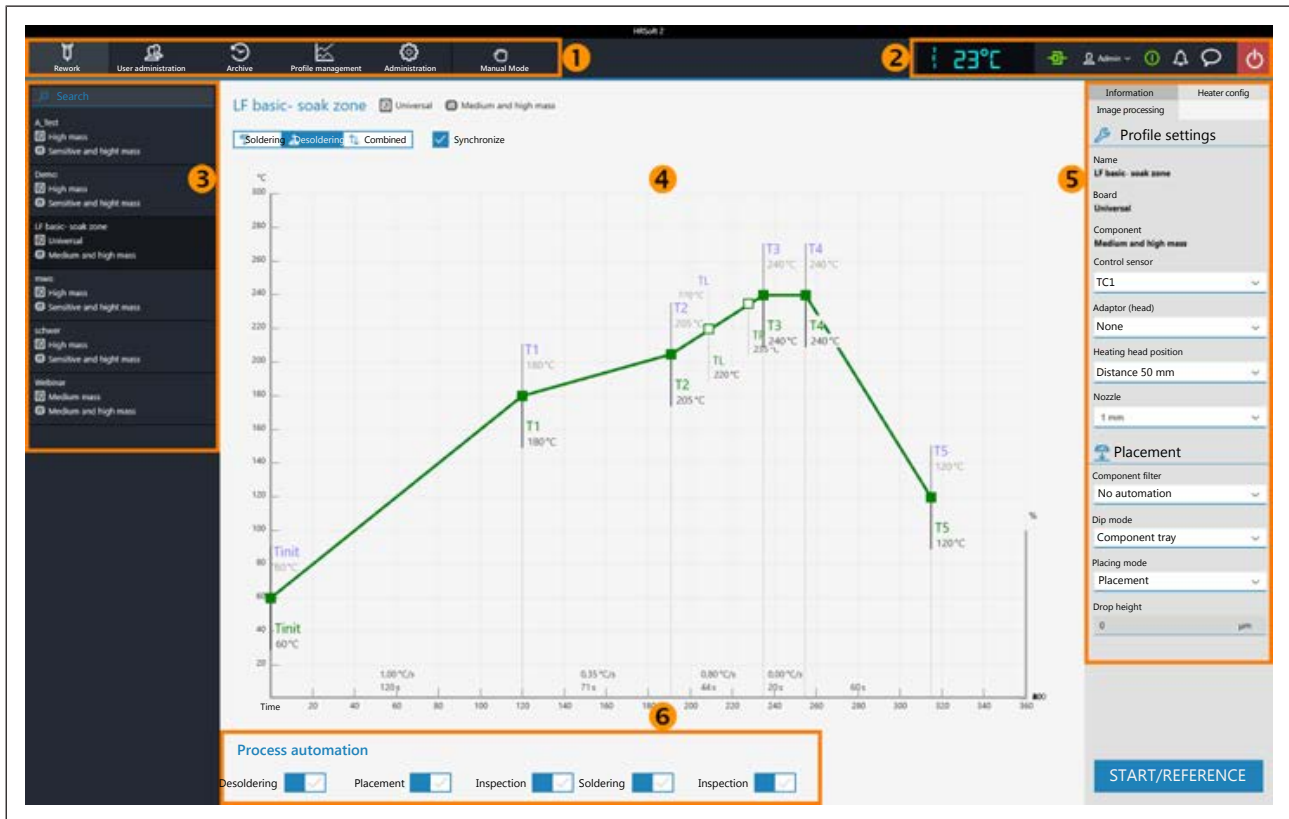 HRSoft 2
Rework
User administration
Archive
Profile management
Administration
Manual Mode
1
2
23°C
Admin
3
Search
A_Test
High mass
Sensitive and hight mass
Demo
High mass
Sensitive and hight mass
LF basic- soak zone
Universal
Medium and high mass
High mass
Sensitive and hight mass
schwer
High mass
Sensitive and hight mass
Webinar
Medium mass
Medium and high mass
LF basic- soak zone Universal Medium and high mass
Soldering Desoldering Combined Synchronize
4
°C
300
280
260
240
220
200
180
160
140
120
100
80
60
40
20
Tinit
60°C
Tinit
60°C
T1
180°C
T1
180°C
T2
205°C
T2
205°C
TL
TL
220°C
235°C
T3
240°C
T3
240°C
T4
240°C
T4
240°C
T5
120°C
T5
120°C
%
1.00°C/s
120s
0.35°C/s
71s
0.80°C/s
44s
0.00°C/s
20s
60s
Time 20 40 60 80 100 120 140 160 180 200 220 240 260 280 300 320 340 360
5
Information
Heater config
Image processing
Profile settings
Name
LF basic- soak zone
Board
Universal
Component
Medium and high mass
Control sensor
TC1
Adaptor (head)
None
Heating head position
Distance 50 mm
Nozzle
1 mm
Placement
Component filter
No automation
Dip mode
Component tray
Placing mode
Placement
Drop height
0 µm
START/REFERENCE
6
Process automation
Desoldering Placement Inspection Soldering Inspection